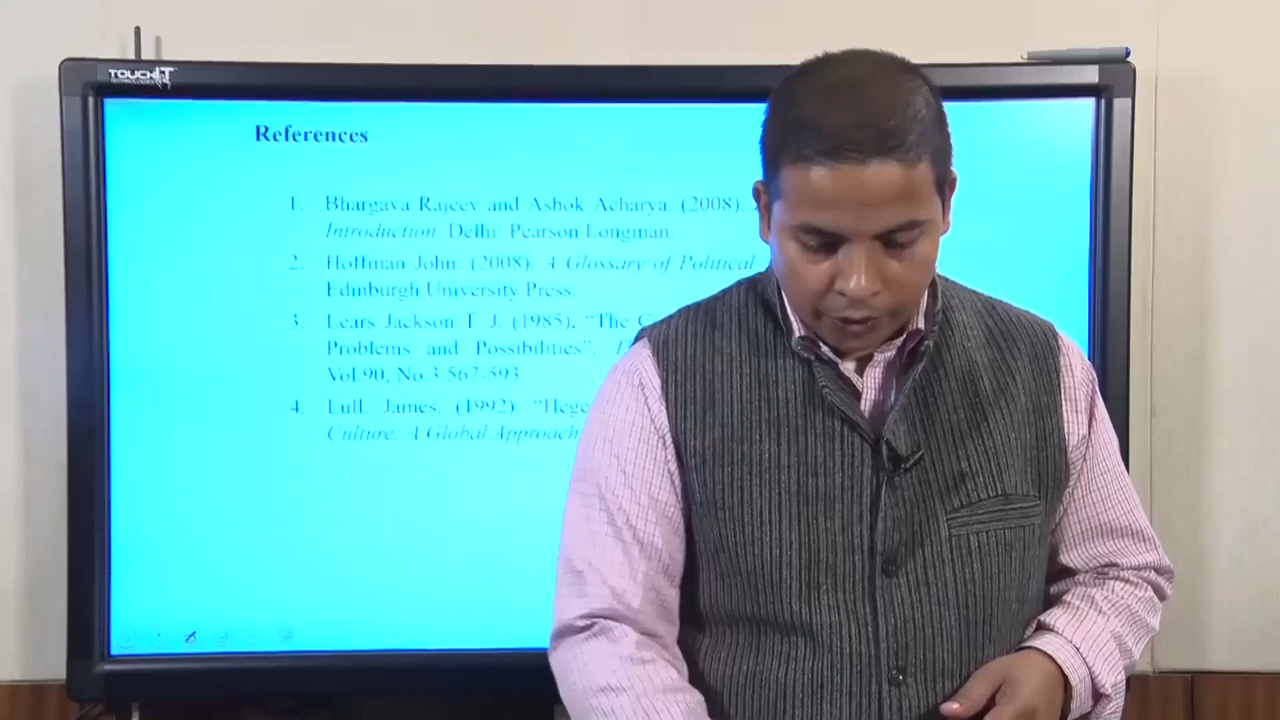 TOUCHIT
TECHNOLOGIES
References
1. Bhargava Rajeev and Ashok Acharya. (2008).
Introduction. Delhi: Pearson Longman.
2. Hoffman John. (2008). A Glossary of Political
Edinburgh University Press.
3. Lears Jackson T. J. (1985). “The
Problems and Possibilities”.
Vol.90, No.3 567-593
4. Lull, James. (1992). “Hege
Culture: A Global Approach